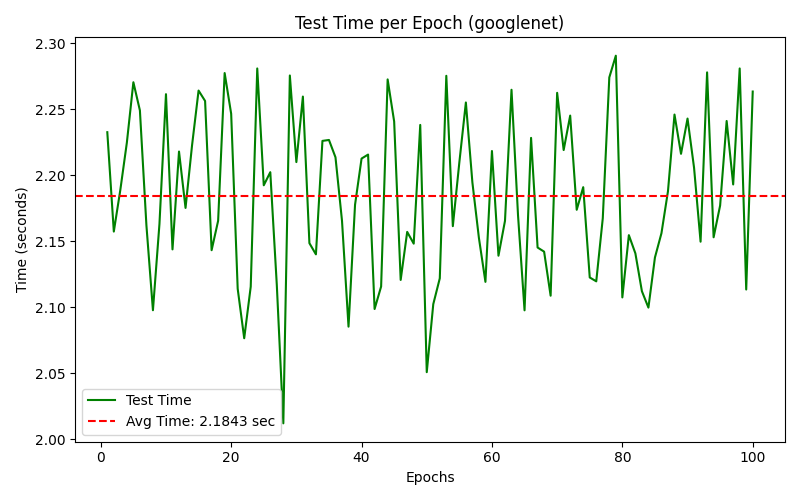 Test Time per Epoch (googlenet)
Time (seconds)
2.30
2.25
2.20
2.15
2.10
2.05
2.00
Test Time
Avg Time: 2.1843 sec
0 20 40 60 80 100
Epochs